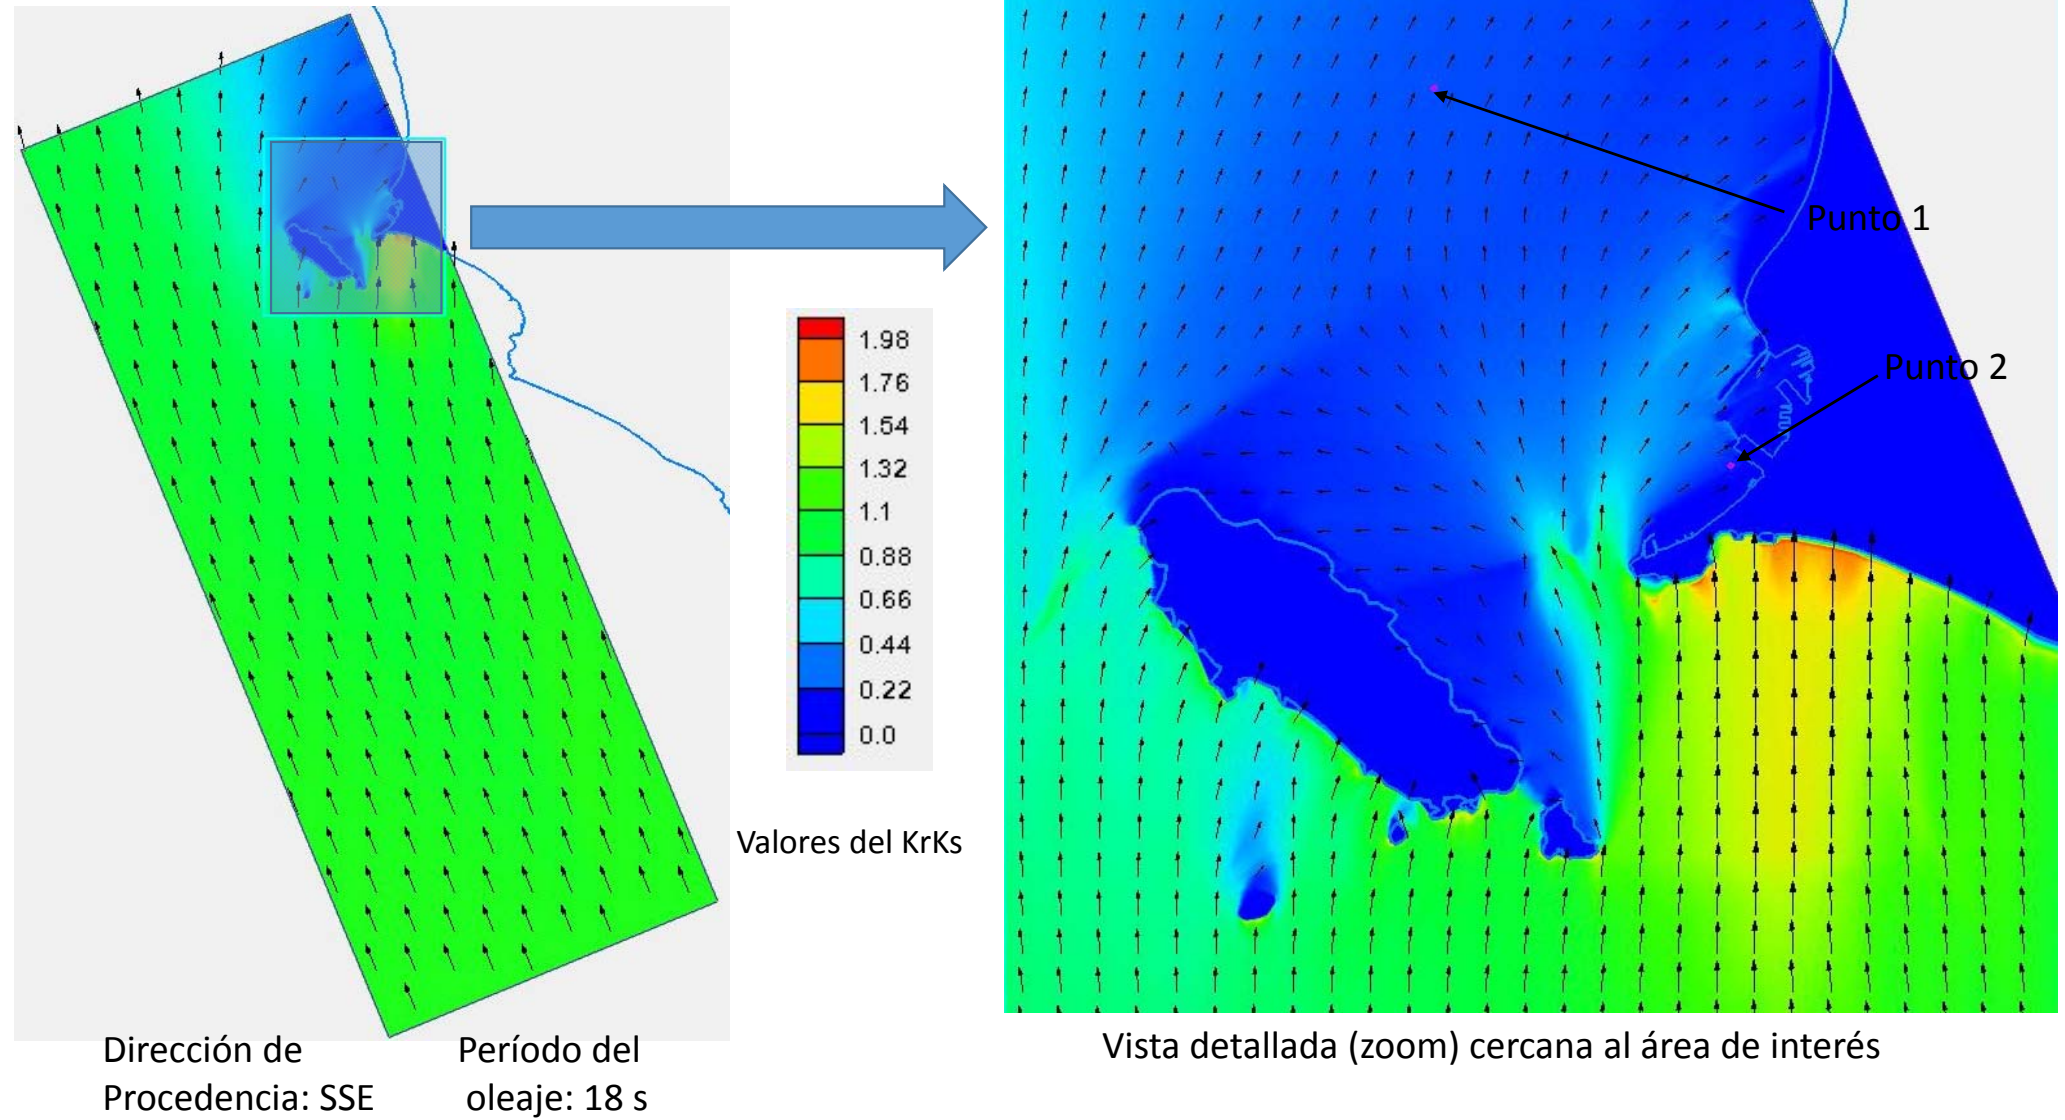 Punto 1
Punto 2
1.98
1.76
1.54
1.32
1.1
0.88
0.66
0.44
0.22
0.0
Valores del KrKs
Dirección de
Procedencia: SSE
Período del
oleaje: 18 s
Vista detallada (zoom) cercana al área de interés